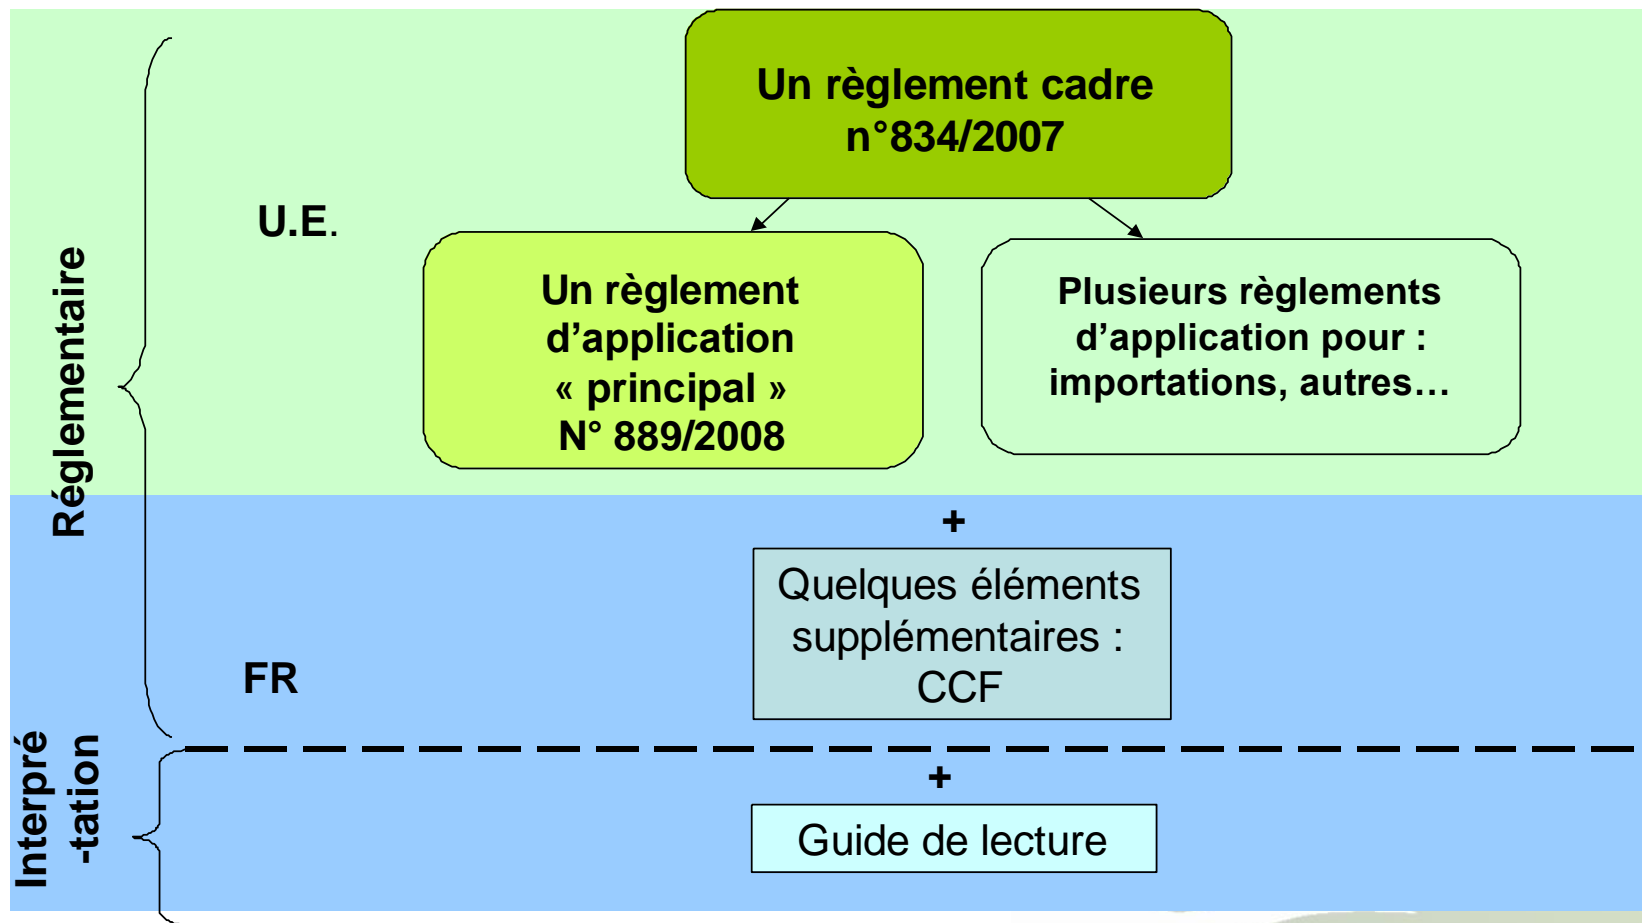 Un règlement cadre
n°834/2007
U.E.
Réglementaire
Un règlement
d’application
« principal »
N° 889/2008
Plusieurs règlements
d’application pour :
importations, autres…
+
Quelques éléments
supplémentaires :
CCF
FR
Interpré
-tation
+
Guide de lecture